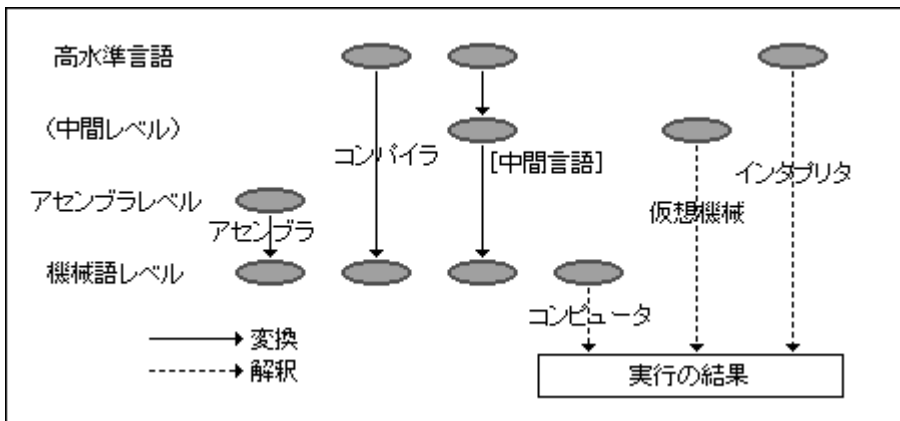 高水準言語
（中間レベル）
コンパイラ
[中間言語]
インタプリタ
アセンブラレベル
アセンブラ
仮想機械
機械語レベル
コンピュータ
変換
解釈
実行の結果